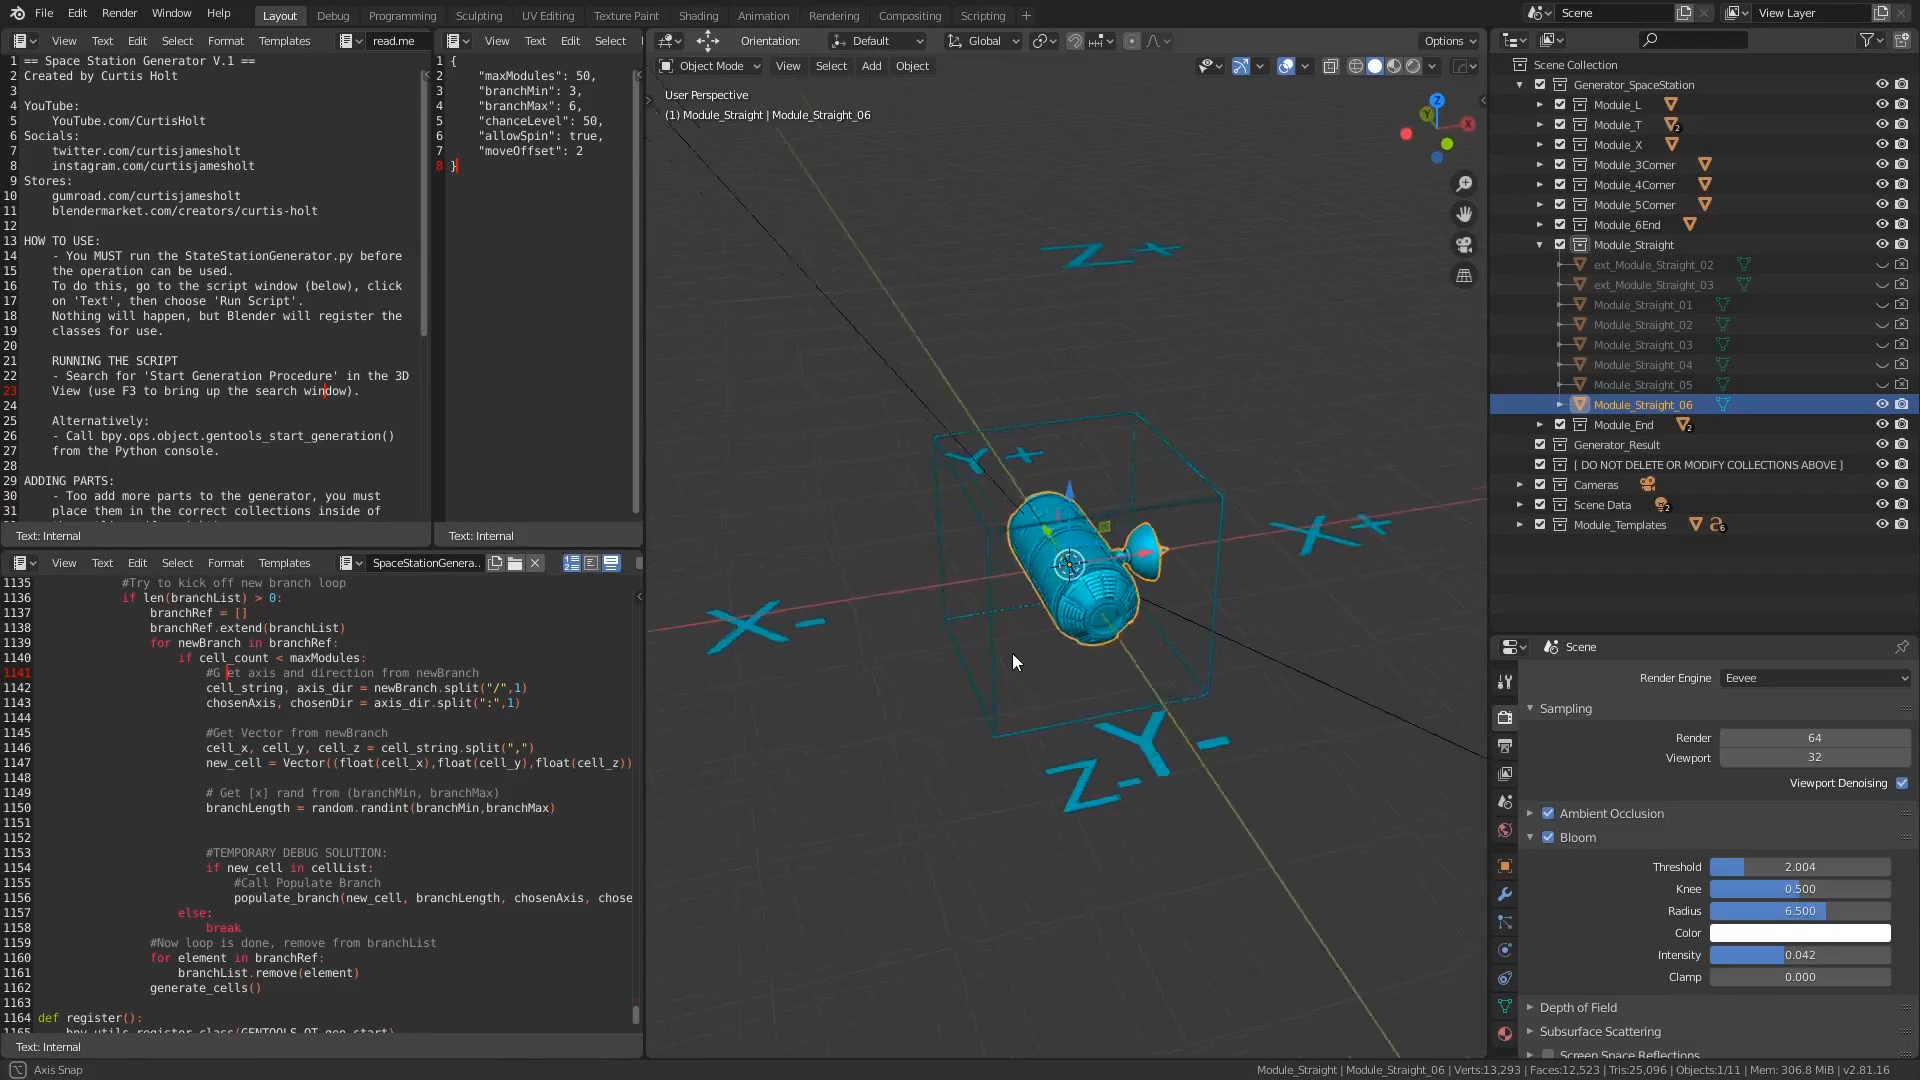 File Edit Render Window Help Layout Debug Programming Sculpting UV Editing Texture Paint Shading Animation Rendering Compositing Scripting + Scene View Layer
View Text Edit Select Format Templates read.me
1 == Space Station Generator V.1 ==
2 Created by Curtis Holt
3
4 YouTube:
5 YouTube.com/CurtisHolt
6 Socials:
7 twitter.com/curtisjamesholt
8 instagram.com/curtisjamesholt
9 Stores:
10 gumroad.com/curtisjamesholt
11 blendermarket.com/creators/curtis-holt
12
13 HOW TO USE:
14 - You MUST run the StateStationGenerator.py before
15 the operation can be used.
16 To do this, go to the script window (below), click
17 on 'Text', then choose 'Run Script'.
18 Nothing will happen, but Blender will register the
19 classes for use.
20
21 RUNNING THE SCRIPT
22 - Search for 'Start Generation Procedure' in the 3D
23 View (use F3 to bring up the search window).
24
25 Alternatively:
26 - Call bpy.ops.object.gentools_start_generation()
27 from the Python console.
28
29 ADDING PARTS:
30 - Too add more parts to the generator, you must
31 place them in the correct collections inside of
Text: Internal
View Text Edit Select
1 {
2 "maxModules": 50,
3 "branchMin": 3,
4 "branchMax": 6,
5 "chanceLevel": 50,
6 "allowSpin": true,
7 "moveOffset": 2
8 }
Text: Internal
View Text Edit Select Format Templates SpaceStationGenera..
1135 #Try to kick off new branch loop
1136 if len(branchList) > 0:
1137 branchRef = []
1138 branchRef.extend(branchList)
1139 for newBranch in branchRef:
1140 if cell_count < maxModules:
1141 #G et axis and direction from newBranch
1142 cell_string, axis_dir = newBranch.split("/",1)
1143 chosenAxis, chosenDir = axis_dir.split(":",1)
1144
1145 #Get Vector from newBranch
1146 cell_x, cell_y, cell_z = cell_string.split(",")
1147 new_cell = Vector((float(cell_x),float(cell_y),float(cell_z))
1148
1149 # Get [x] rand from (branchMin, branchMax)
1150 branchLength = random.randint(branchMin,branchMax)
1151
1152
1153 #TEMPORARY DEBUG SOLUTION:
1154 if new_cell in cellList:
1155 #Call Populate Branch
1156 populate_branch(new_cell, branchLength, chosenAxis, chose
1157 else:
1158 break
1159 #Now loop is done, remove from branchList
1160 for element in branchRef:
1161 branchList.remove(element)
1162 generate_cells()
1163
1164 def register():
1165 bpy.utils.register_class(GENTOOLS_OT_gen_start)
Text: Internal
Orientation: Default Global Options
Object Mode View Select Add Object
User Perspective
(1) Module_Straight | Module_Straight_06
Z X
Z +
Y +
X +
X -
Y -
Z -
Scene Collection
Generator_SpaceStation
Module_L
Module_T 2
Module_X
Module_3Corner
Module_4Corner
Module_5Corner
Module_6End
Module_Straight
ext_Module_Straight_02
ext_Module_Straight_03
Module_Straight_01
Module_Straight_02
Module_Straight_03
Module_Straight_04
Module_Straight_05
Module_Straight_06
Module_End 2
Generator_Result
[ DO NOT DELETE OR MODIFY COLLECTIONS ABOVE ]
Cameras
Scene Data 2
Module_Templates 6
Scene
Render Engine Eevee
Sampling
Render 64
Viewport 32
Viewport Denoising
Ambient Occlusion
Bloom
Threshold 2.004
Knee 0.500
Radius 6.500
Color
Intensity 0.042
Clamp 0.000
Depth of Field
Subsurface Scattering
Screen Space Reflections
Axis Snap
Module_Straight | Module_Straight_06 | Verts:13,293 | Faces:12,523 | Tris:25,096 | Objects:1/11 | Mem: 306.8 MiB | v2.81.16